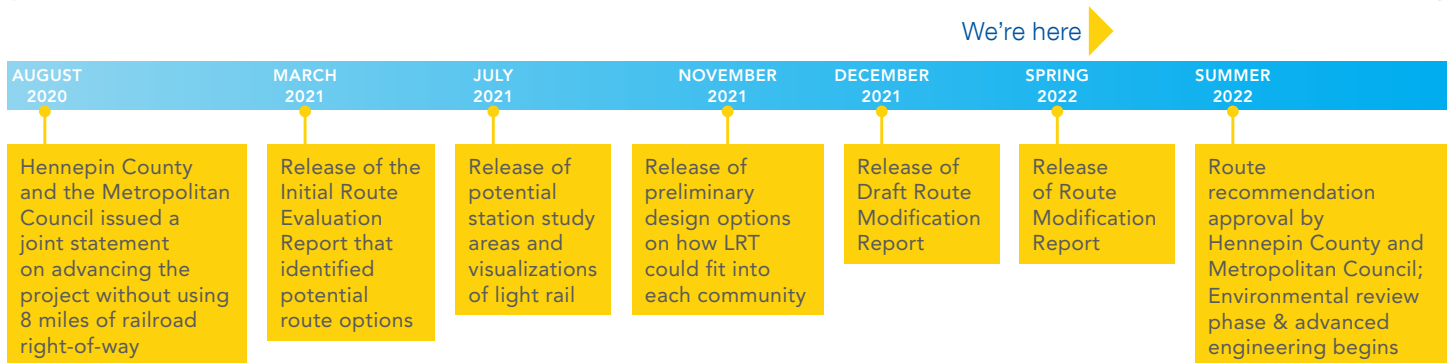 We're here
AUGUST
2020
MARCH
2021
JULY
2021
NOVEMBER
2021
DECEMBER
2021
SPRING
2022
SUMMER
2022
Hennepin County
and the Metropolitan
Council issued a
joint statement
on advancing the
project without using
8 miles of railroad
right-of-way
Release of the
Initial Route
Evaluation
Report that
identified
potential
route options
Release of
potential
station study
areas and
visualizations
of light rail
Release of
preliminary
design options
on how LRT
could fit into
each community
Release of
Draft Route
Modification
Report
Release
of Route
Modification
Report
Route
recommendation
approval by
Hennepin County and
Metropolitan Council;
Environmental review
phase & advanced
engineering begins